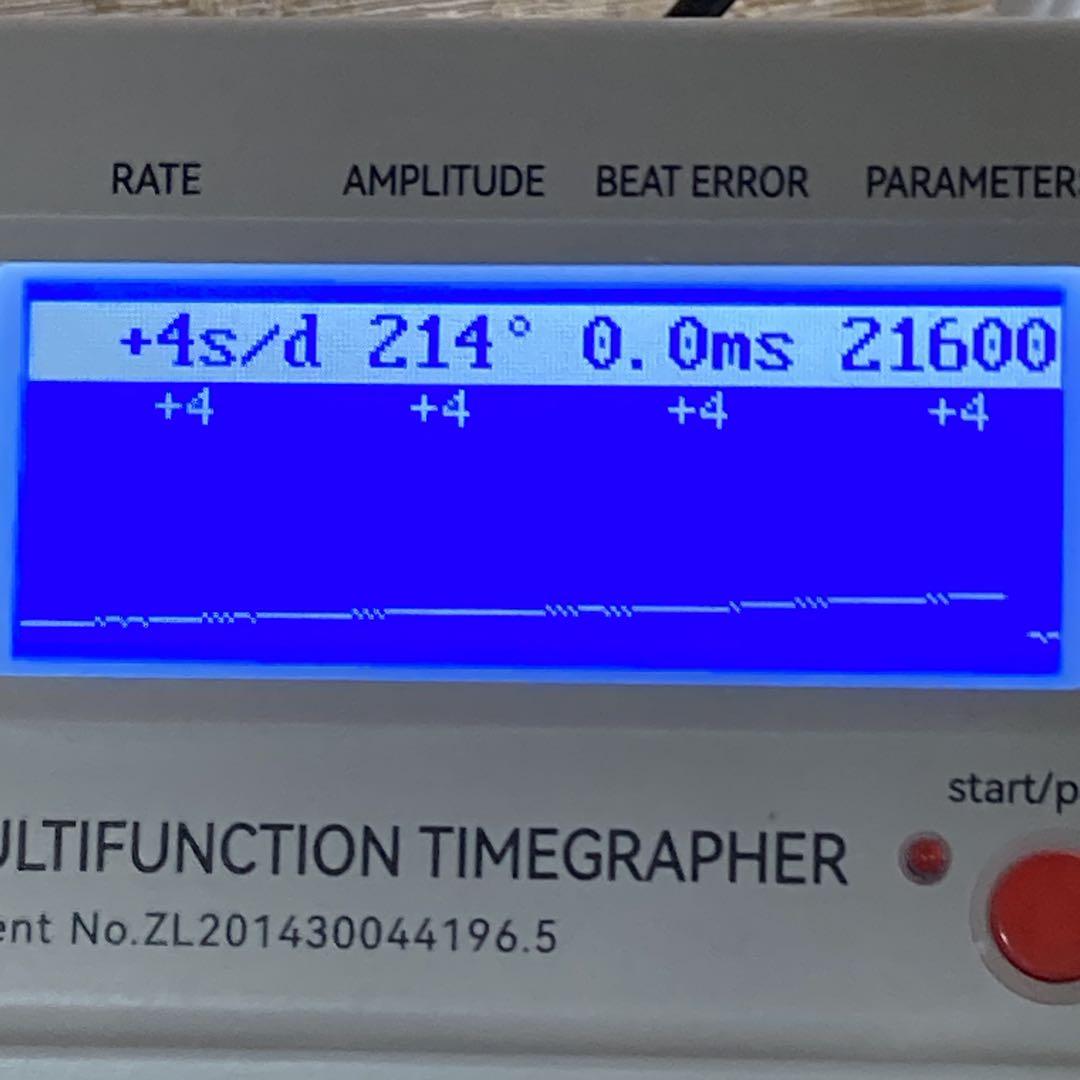 RATE AMPLITUDE BEAT ERROR PARAMETERS
+4s/d 214° 0.0ms 21600
+4 +4 +4 +4
start/p
ULTIFUNCTION TIMEGRAPHER
ent No.ZL201430044196.5